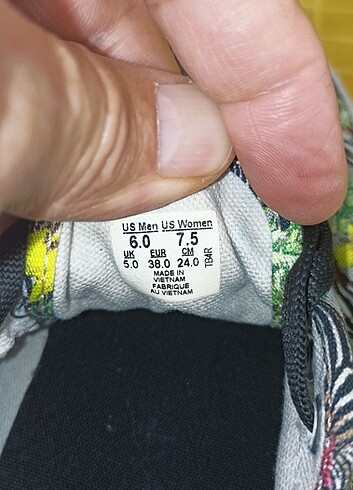 US Men US Women
6.0 7.5
UK EUR CM
5.0 38.0 24.0
MADE IN
VIETNAM
FABRIQUE
AU VIETNAM
TB4R